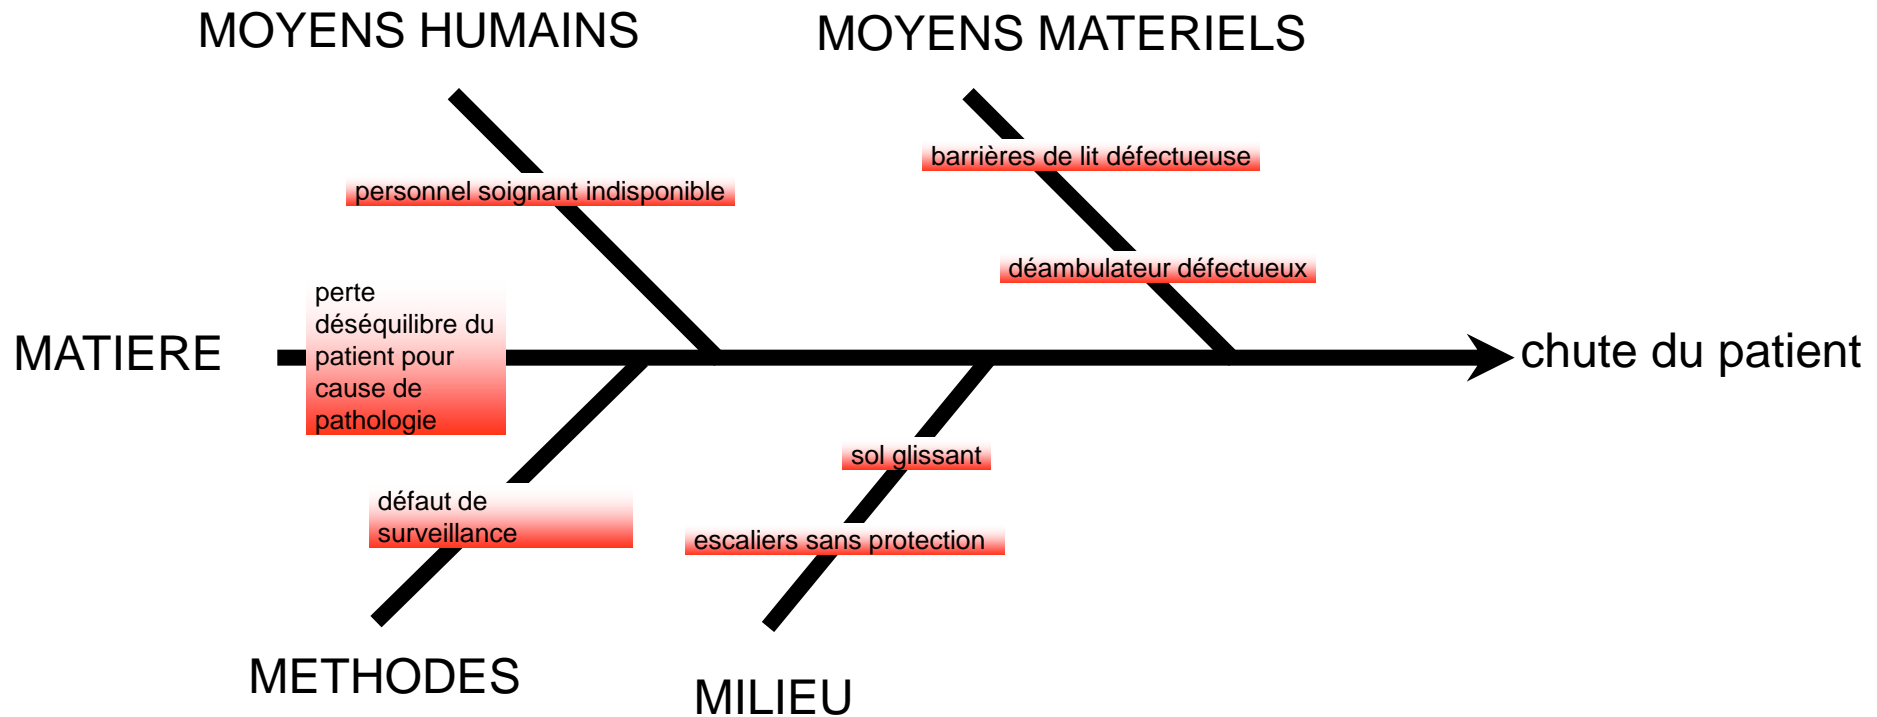 MOYENS HUMAINS
MOYENS MATERIELS
barrières de lit défectueuse
personnel soignant indisponible
déambulateur défectueux
perte
déséquilibre du
patient pour
cause de
pathologie
MATIERE
chute du patient
sol glissant
défaut de
surveillance
escaliers sans protection
METHODES
MILIEU